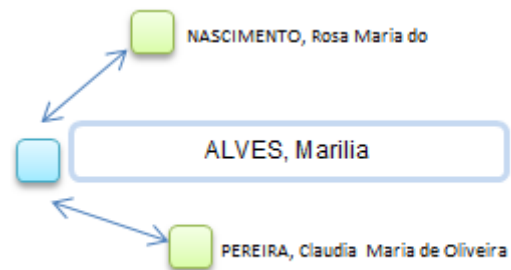 NASCIMENTO, Rosa Maria do
ALVES, Marilia
PEREIRA, Claudia Maria de Oliveira